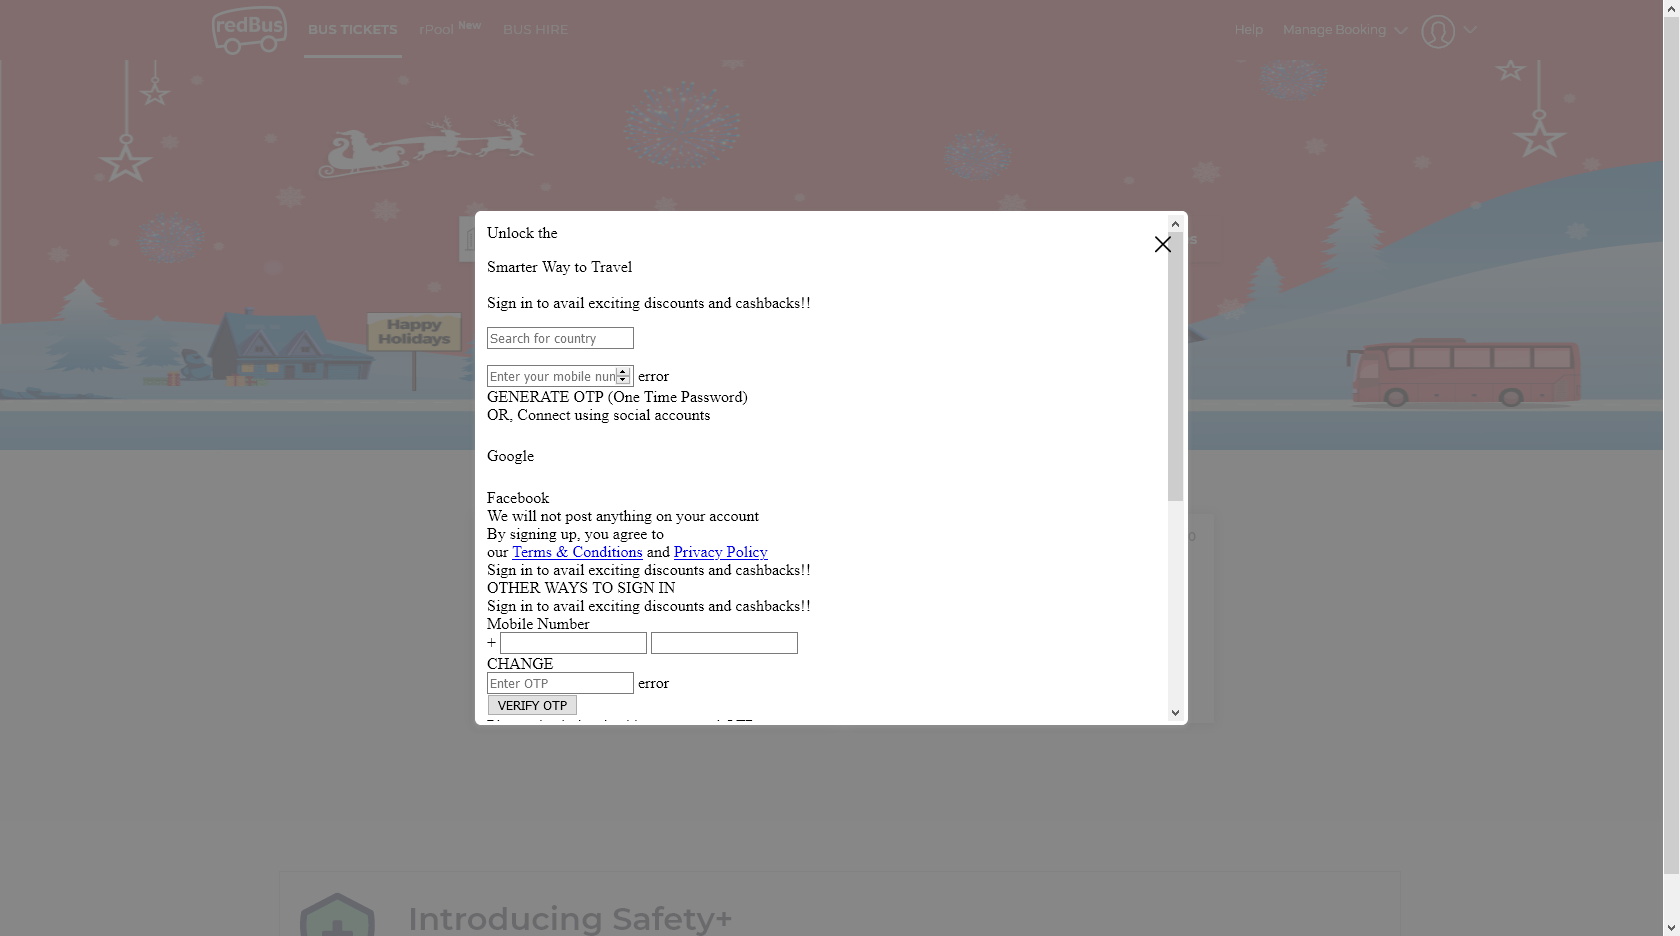 redBus
BUS TICKETS
rPool New
BUS HIRE
Help
Manage Booking
Happy
Holidays
Unlock the
Smarter Way to Travel
Sign in to avail exciting discounts and cashbacks!!
Search for country
Enter your mobile nun error
GENERATE OTP (One Time Password)
OR, Connect using social accounts
Google
Facebook
We will not post anything on your account
By signing up, you agree to
our Terms & Conditions and Privacy Policy
Sign in to avail exciting discounts and cashbacks!!
OTHER WAYS TO SIGN IN
Sign in to avail exciting discounts and cashbacks!!
Mobile Number
+
CHANGE
Enter OTP error
VERIFY OTP
Introducing Safety+